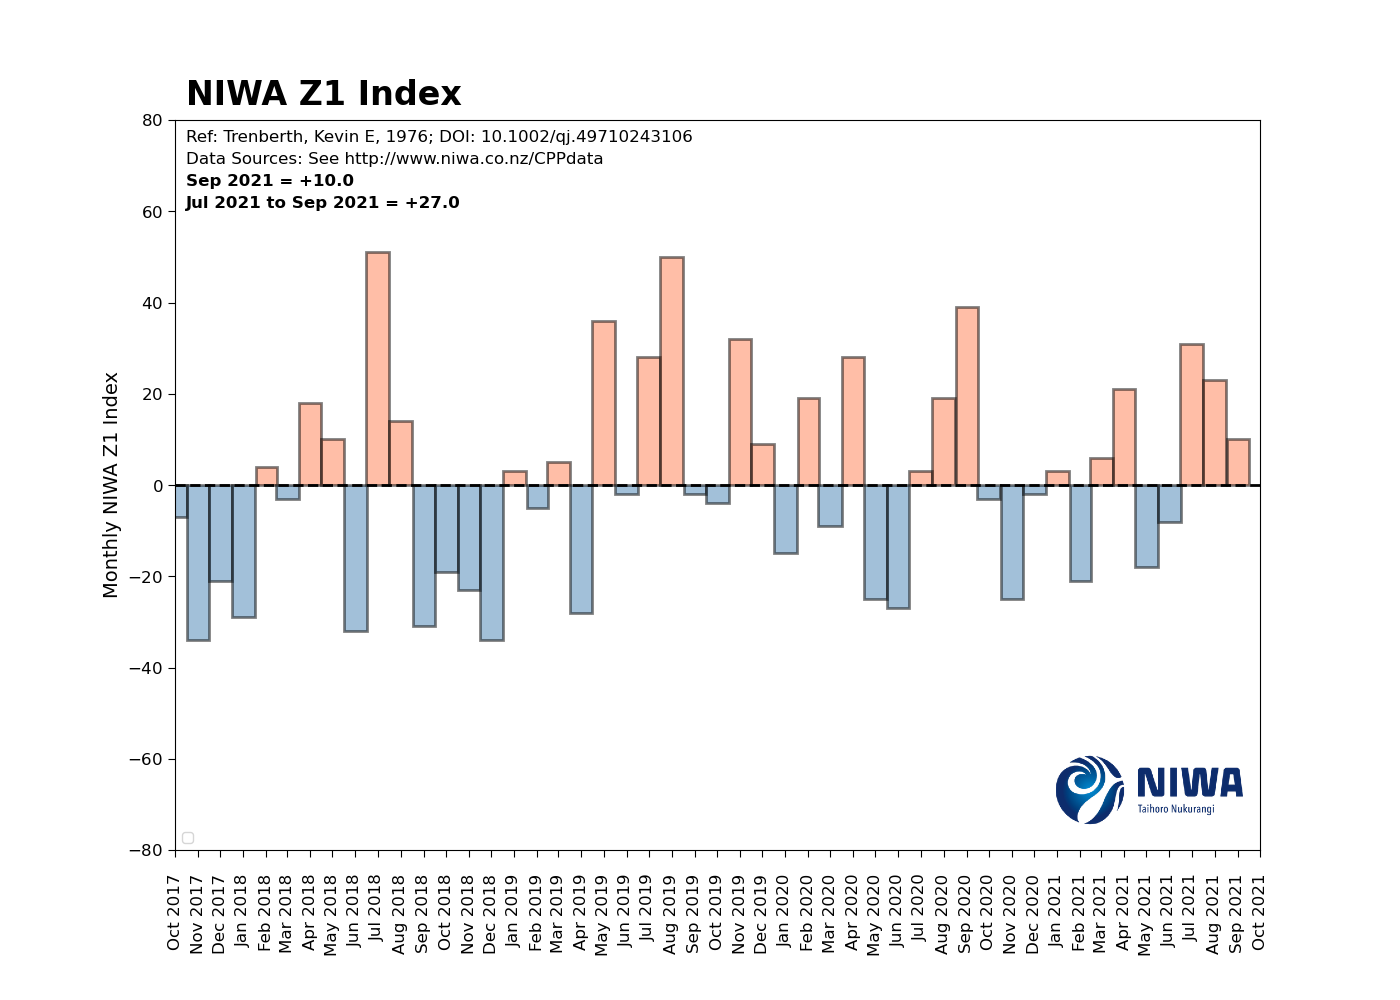 NIWA Z1 Index
Ref: Trenberth, Kevin E, 1976; DOI: 10.1002/qj.49710243106
Data Sources: See http://www.niwa.co.nz/CPPdata
Sep 2021 = +10.0
Jul 2021 to Sep 2021 = +27.0
Monthly NIWA Z1 Index
80
60
40
20
0
−20
−40
−60
−80
NIWA
Taihoro Nukurangi
Oct 2017
Nov 2017
Dec 2017
Jan 2018
Feb 2018
Mar 2018
Apr 2018
May 2018
Jun 2018
Jul 2018
Aug 2018
Sep 2018
Oct 2018
Nov 2018
Dec 2018
Jan 2019
Feb 2019
Mar 2019
Apr 2019
May 2019
Jun 2019
Jul 2019
Aug 2019
Sep 2019
Oct 2019
Nov 2019
Dec 2019
Jan 2020
Feb 2020
Mar 2020
Apr 2020
May 2020
Jun 2020
Jul 2020
Aug 2020
Sep 2020
Oct 2020
Nov 2020
Dec 2020
Jan 2021
Feb 2021
Mar 2021
Apr 2021
May 2021
Jun 2021
Jul 2021
Aug 2021
Sep 2021
Oct 2021